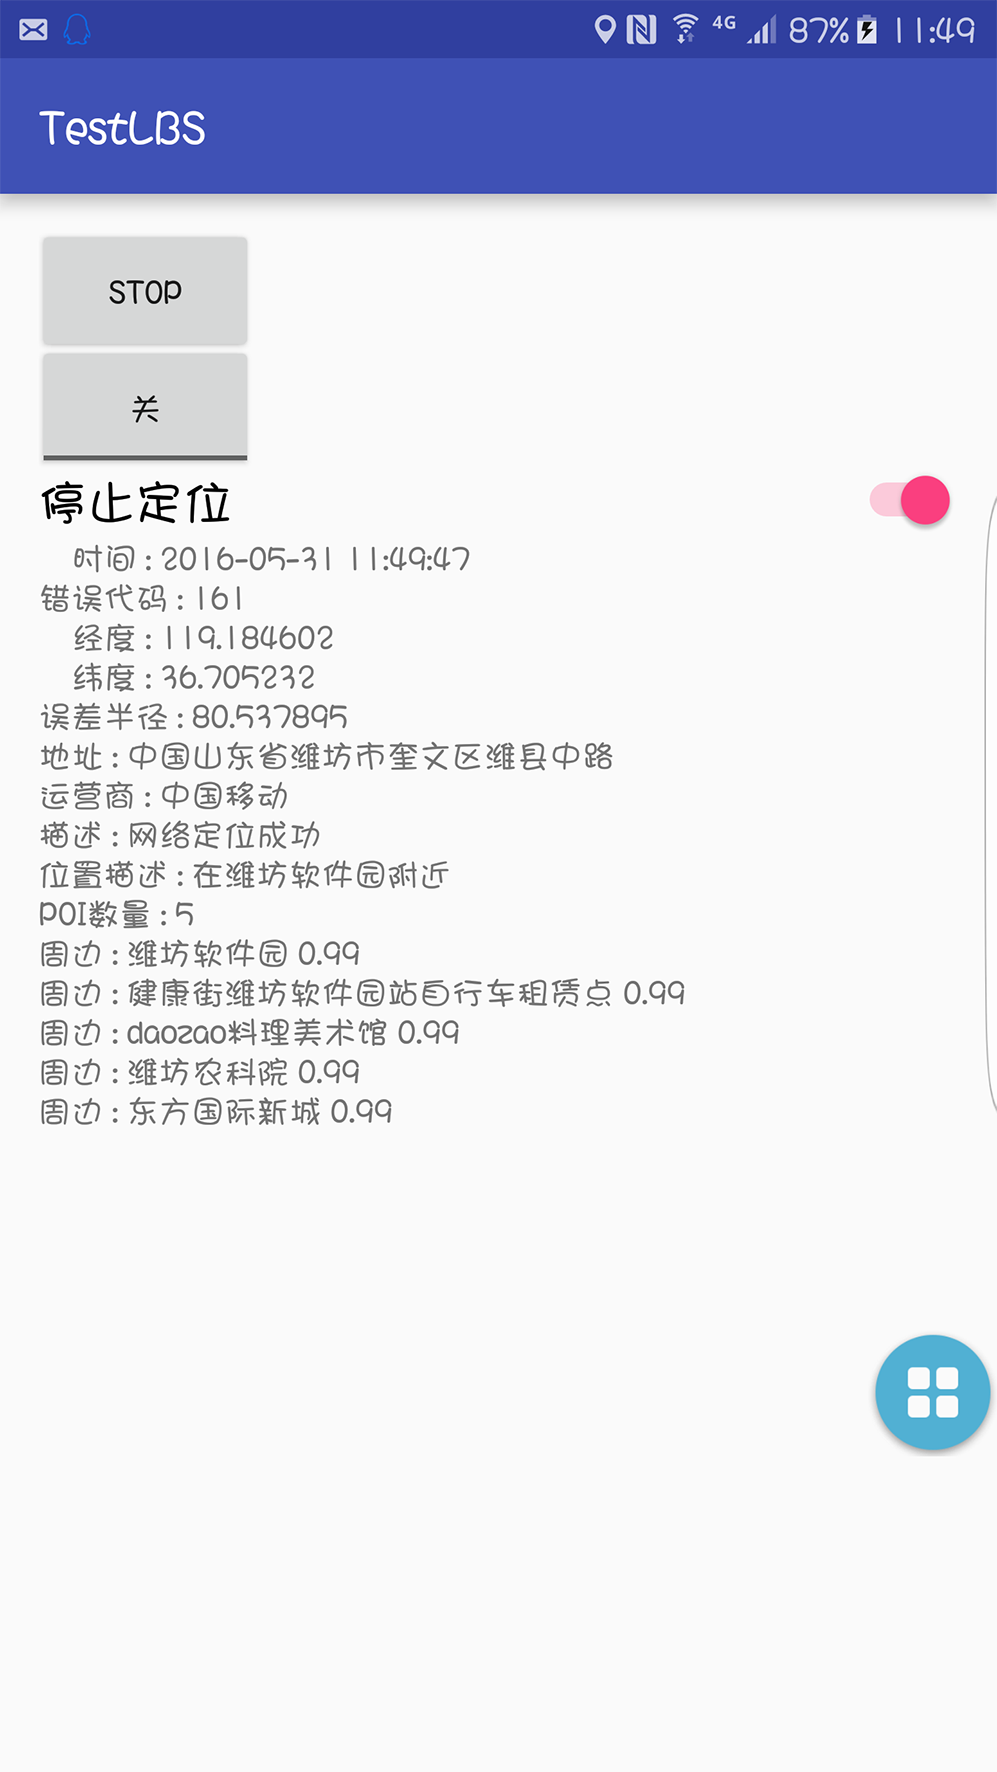 4G 87% 11:49
TestLBS
STOP
关
停止定位
时间 : 2016-05-31 11:49:47
错误代码 : 161
经度 : 119.184602
纬度 : 36.705232
误差半径 : 80.537895
地址 : 中国山东省潍坊市奎文区潍县中路
运营商 : 中国移动
描述 : 网络定位成功
位置描述 : 在潍坊软件园附近
POI数量 : 5
周边 : 潍坊软件园 0.99
周边 : 健康街潍坊软件园站自行车租赁点 0.99
周边 : daozao料理美术馆 0.99
周边 : 潍坊农科院 0.99
周边 : 东方国际新城 0.99